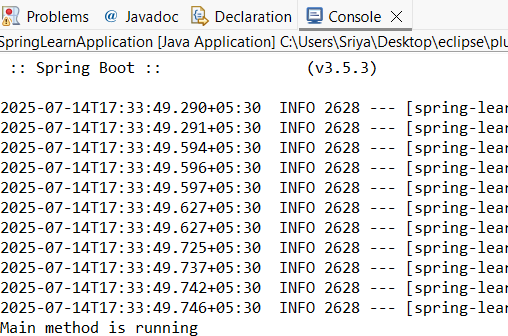 Problems @ Javadoc Declaration Console
SpringLearnApplication [Java Application] C:\Users\Sriya\Desktop\eclipse\plu
:: Spring Boot :: (v3.5.3)
2025-07-14T17:33:49.290+05:30 INFO 2628 --- [spring-lear
2025-07-14T17:33:49.291+05:30 INFO 2628 --- [spring-lear
2025-07-14T17:33:49.594+05:30 INFO 2628 --- [spring-lear
2025-07-14T17:33:49.596+05:30 INFO 2628 --- [spring-lear
2025-07-14T17:33:49.597+05:30 INFO 2628 --- [spring-lear
2025-07-14T17:33:49.627+05:30 INFO 2628 --- [spring-lear
2025-07-14T17:33:49.627+05:30 INFO 2628 --- [spring-lear
2025-07-14T17:33:49.725+05:30 INFO 2628 --- [spring-lear
2025-07-14T17:33:49.737+05:30 INFO 2628 --- [spring-lear
2025-07-14T17:33:49.742+05:30 INFO 2628 --- [spring-lear
2025-07-14T17:33:49.746+05:30 INFO 2628 --- [spring-lear
Main method is running